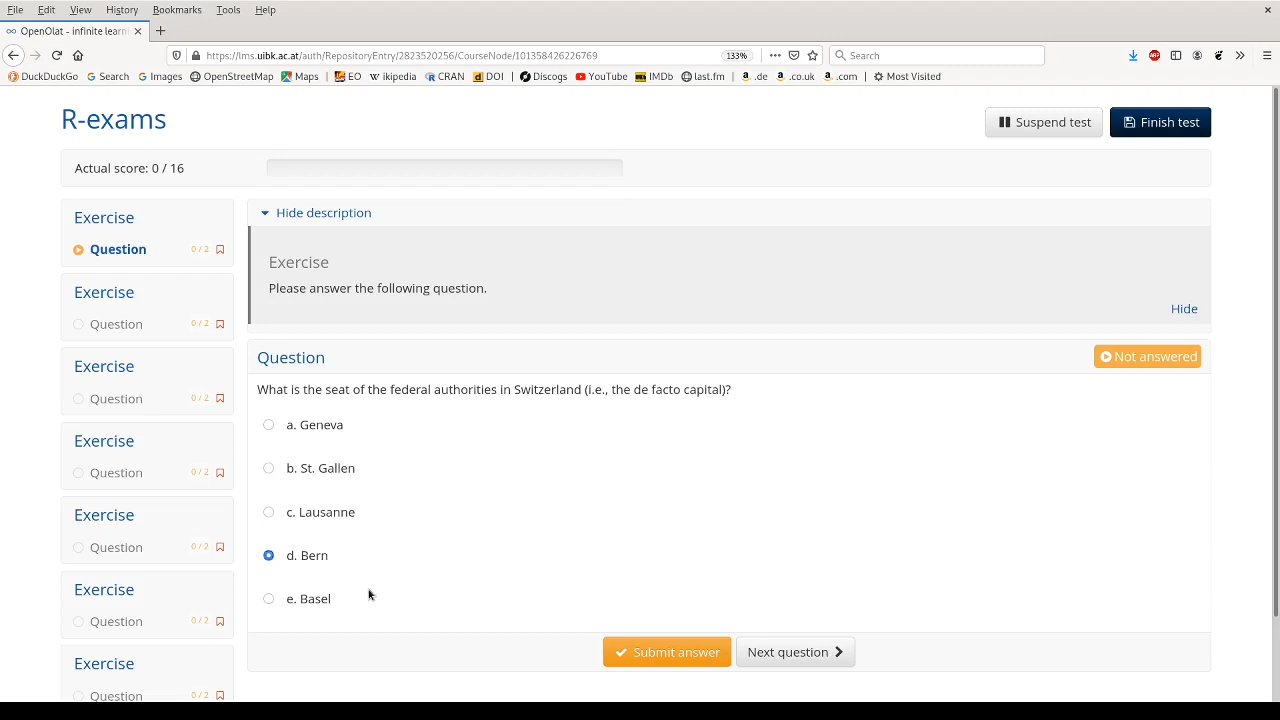 File Edit View History Bookmarks Tools Help
OpenOlat - infinite learni
https://lms.uibk.ac.at/auth/RepositoryEntry/2823520256/CourseNode/101358426226769 133% Search
DuckDuckGo Search Images OpenStreetMap Maps EO wikipedia CRAN DOI Discogs YouTube IMDb last.fm .de .co.uk .com Most Visited
R-exams
Suspend test Finish test
Actual score: 0 / 16
Exercise
Question 0 / 2
Exercise
Question 0 / 2
Exercise
Question 0 / 2
Exercise
Question 0 / 2
Exercise
Question 0 / 2
Exercise
Question 0 / 2
Exercise
Question 0 / 2
Hide description
Exercise
Please answer the following question.
Hide
Question Not answered
What is the seat of the federal authorities in Switzerland (i.e., the de facto capital)?
a. Geneva
b. St. Gallen
c. Lausanne
d. Bern
e. Basel
Submit answer Next question